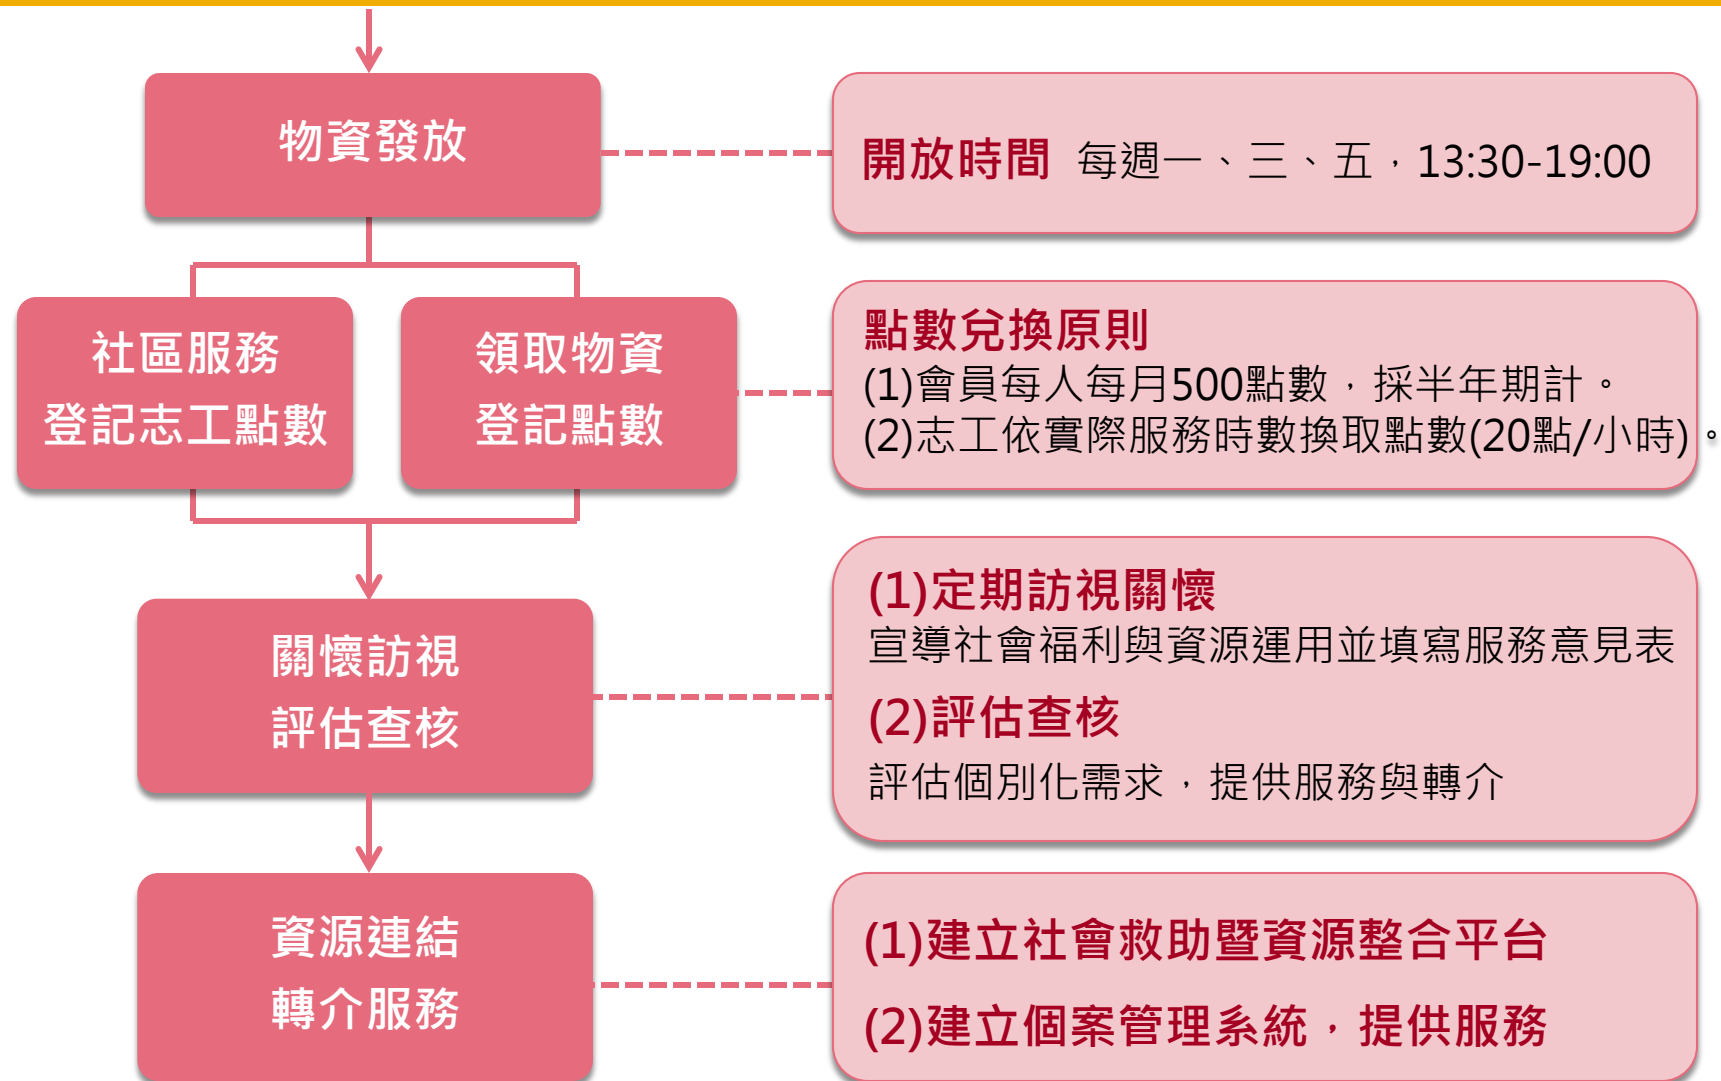 物資發放
開放時間 每週一、三、五，13:30-19:00
社區服務
登記志工點數
領取物資
登記點數
點數兌換原則
(1)會員每人每月500點數，採半年期計。
(2)志工依實際服務時數換取點數(20點/小時)。
關懷訪視
評估查核
(1)定期訪視關懷
宣導社會福利與資源運用並填寫服務意見表
(2)評估查核
評估個別化需求，提供服務與轉介
資源連結
轉介服務
(1)建立社會救助暨資源整合平台
(2)建立個案管理系統，提供服務